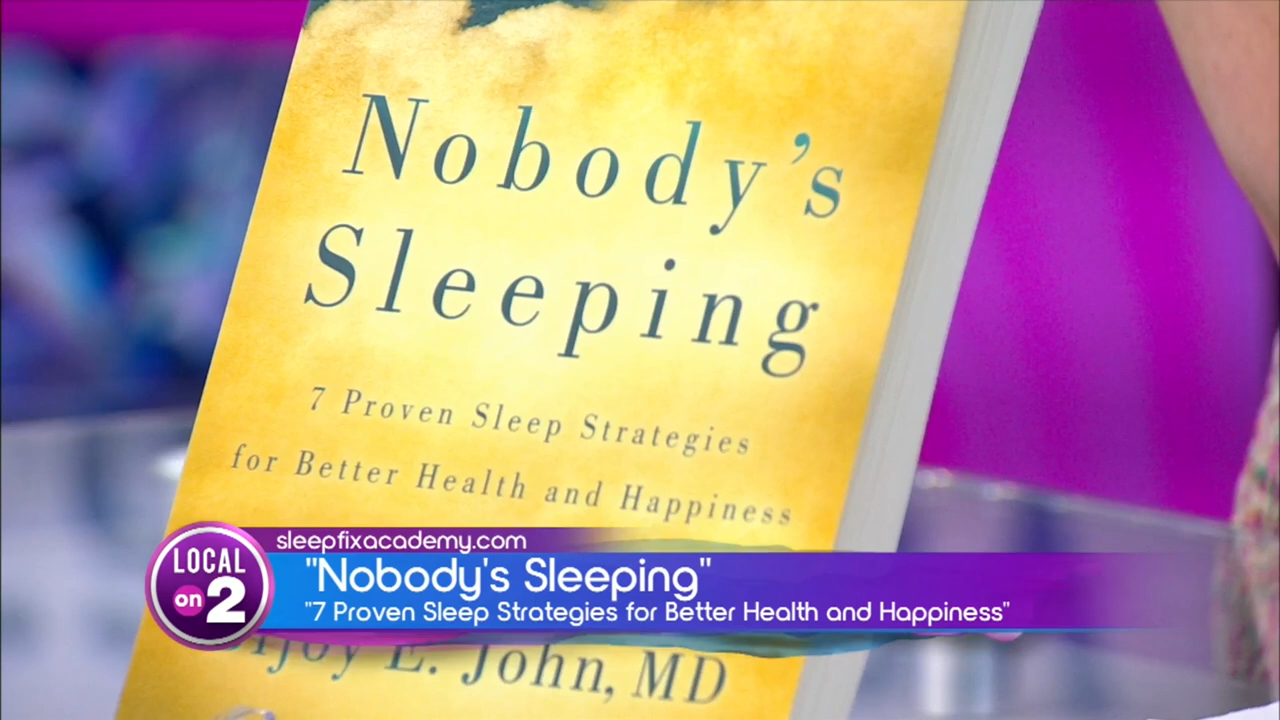 Nobody's
Sleeping
7 Proven Sleep Strategies
for Better Health and Happiness
sleepfixacademy.com
LOCAL
on 2
"Nobody's Sleeping"
"7 Proven Sleep Strategies for Better Health and Happiness"
E. John, MD